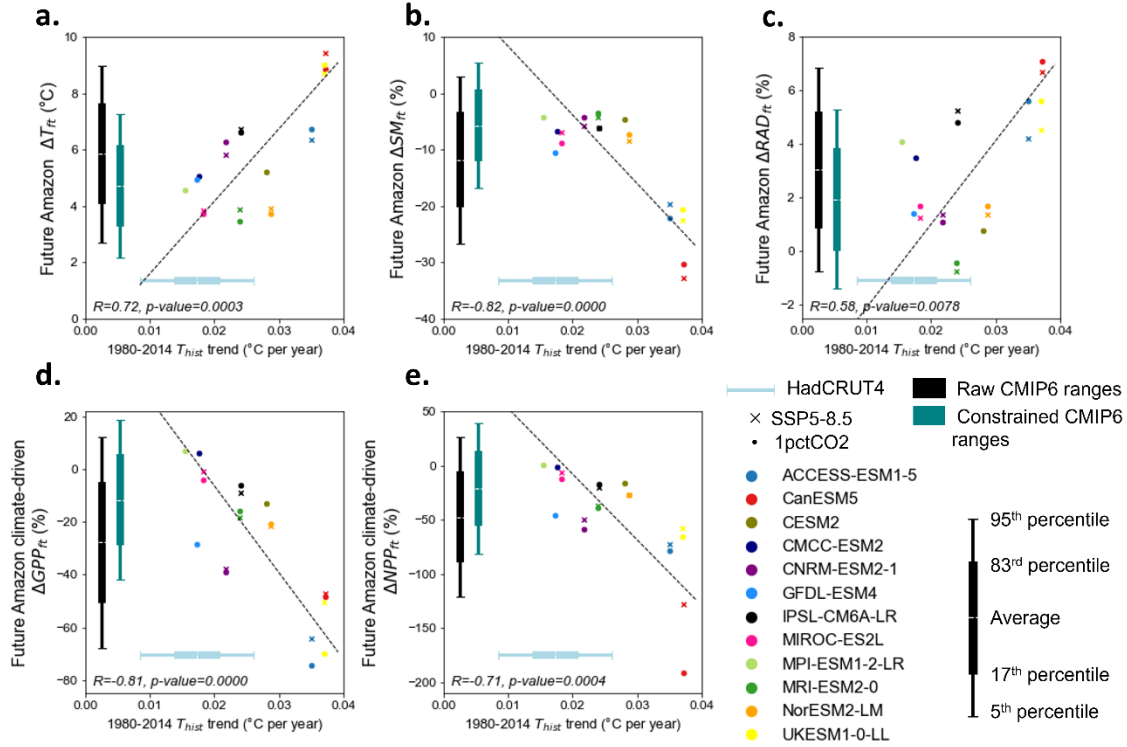 a.
Future Amazon ΔT_ft (°C)
10
8
6
4
2
0
R=0.72, p-value=0.0003
0.00 0.01 0.02 0.03 0.04
1980-2014 T_hist trend (°C per year)
b.
Future Amazon ΔSM_ft (%)
10
0
−10
−20
−30
−40
R=-0.82, p-value=0.0000
0.00 0.01 0.02 0.03 0.04
1980-2014 T_hist trend (°C per year)
c.
Future Amazon ΔRAD_ft (%)
8
6
4
2
0
−2
R=0.58, p-value=0.0078
0.00 0.01 0.02 0.03 0.04
1980-2014 T_hist trend (°C per year)
d.
Future Amazon climate-driven
ΔGPP_ft (%)
20
0
−20
−40
−60
−80
R=-0.81, p-value=0.0000
0.00 0.01 0.02 0.03 0.04
1980-2014 T_hist trend (°C per year)
e.
Future Amazon climate-driven
ΔNPP_ft (%)
50
0
−50
−100
−150
−200
R=-0.71, p-value=0.0004
0.00 0.01 0.02 0.03 0.04
1980-2014 T_hist trend (°C per year)
HadCRUT4
SSP5-8.5
1pctCO2
Raw CMIP6 ranges
Constrained CMIP6
ranges
ACCESS-ESM1-5
CanESM5
CESM2
CMCC-ESM2
CNRM-ESM2-1
GFDL-ESM4
IPSL-CM6A-LR
MIROC-ES2L
MPI-ESM1-2-LR
MRI-ESM2-0
NorESM2-LM
UKESM1-0-LL
95th percentile
83rd percentile
Average
17th percentile
5th percentile